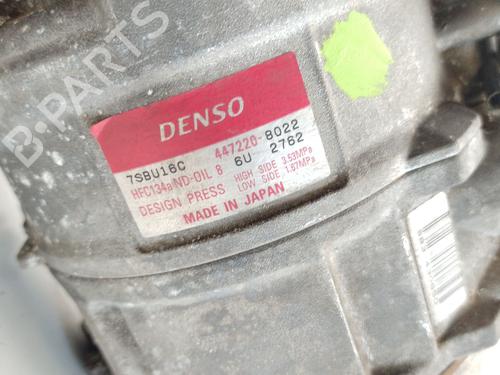 B-PARTS
DENSO
7SBU16C 447220-8022
HFC134a ND-OIL 8 6U 2762
DESIGN PRESS HIGH SIDE 3.53MPa
LOW SIDE 1.67MPa
MADE IN JAPAN